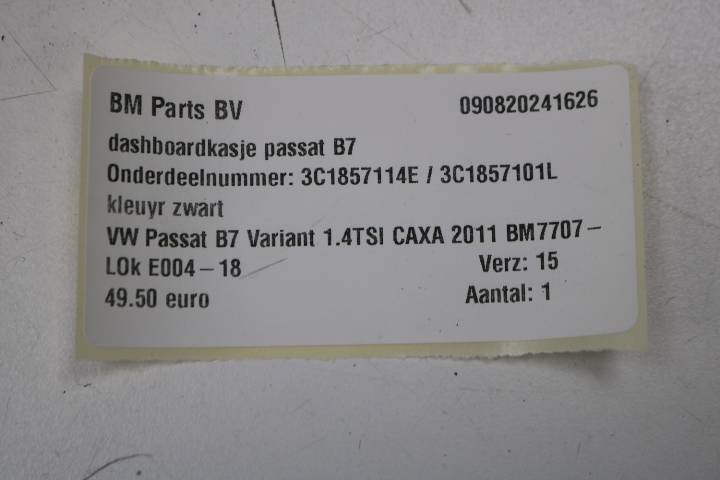 BM Parts BV 090820241626
dashboardkasje passat B7
Onderdeelnummer: 3C1857114E / 3C1857101L
kleuyr zwart
VW Passat B7 Variant 1.4TSI CAXA 2011 BM7707-
LOk E004-18 Verz: 15
49.50 euro Aantal: 1